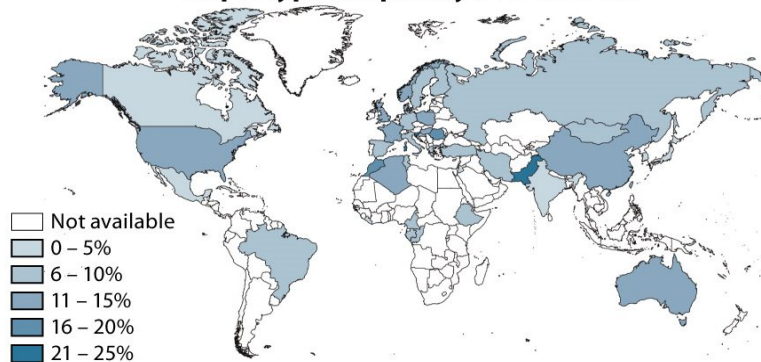 Not available
0 – 5%
6 – 10%
11 – 15%
16 – 20%
21 – 25%